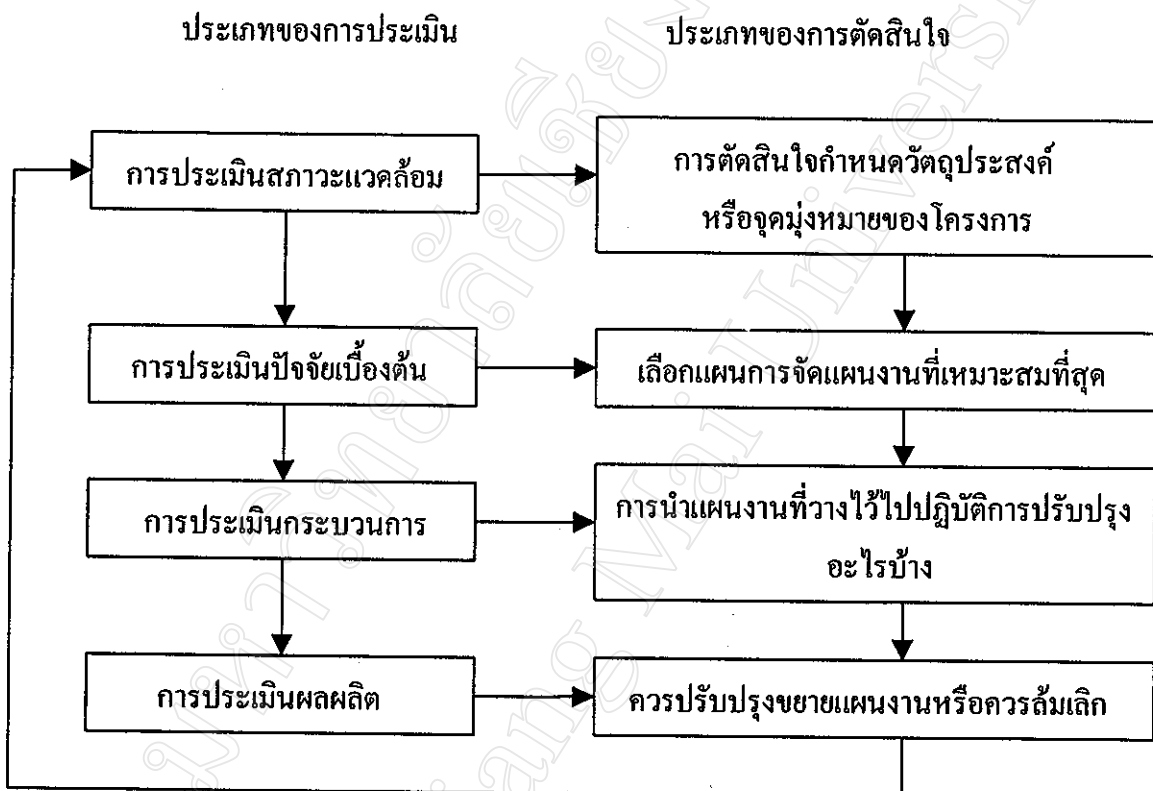 ประเภทของการประเมิน
ประเภทของการตัดสินใจ
การประเมินสภาวะแวดล้อม
การตัดสินใจกำหนดวัตถุประสงค์
หรือจุดมุ่งหมายของโครงการ
การประเมินปัจจัยเบื้องต้น
เลือกแผนการจัดแผนงานที่เหมาะสมที่สุด
การประเมินกระบวนการ
การนำแผนงานที่วางไว้ไปปฏิบัติการปรับปรุง
อะไรบ้าง
การประเมินผลผลิต
ควรปรับปรุงขยายแผนงานหรือควรล้มเลิก
Mai Univers